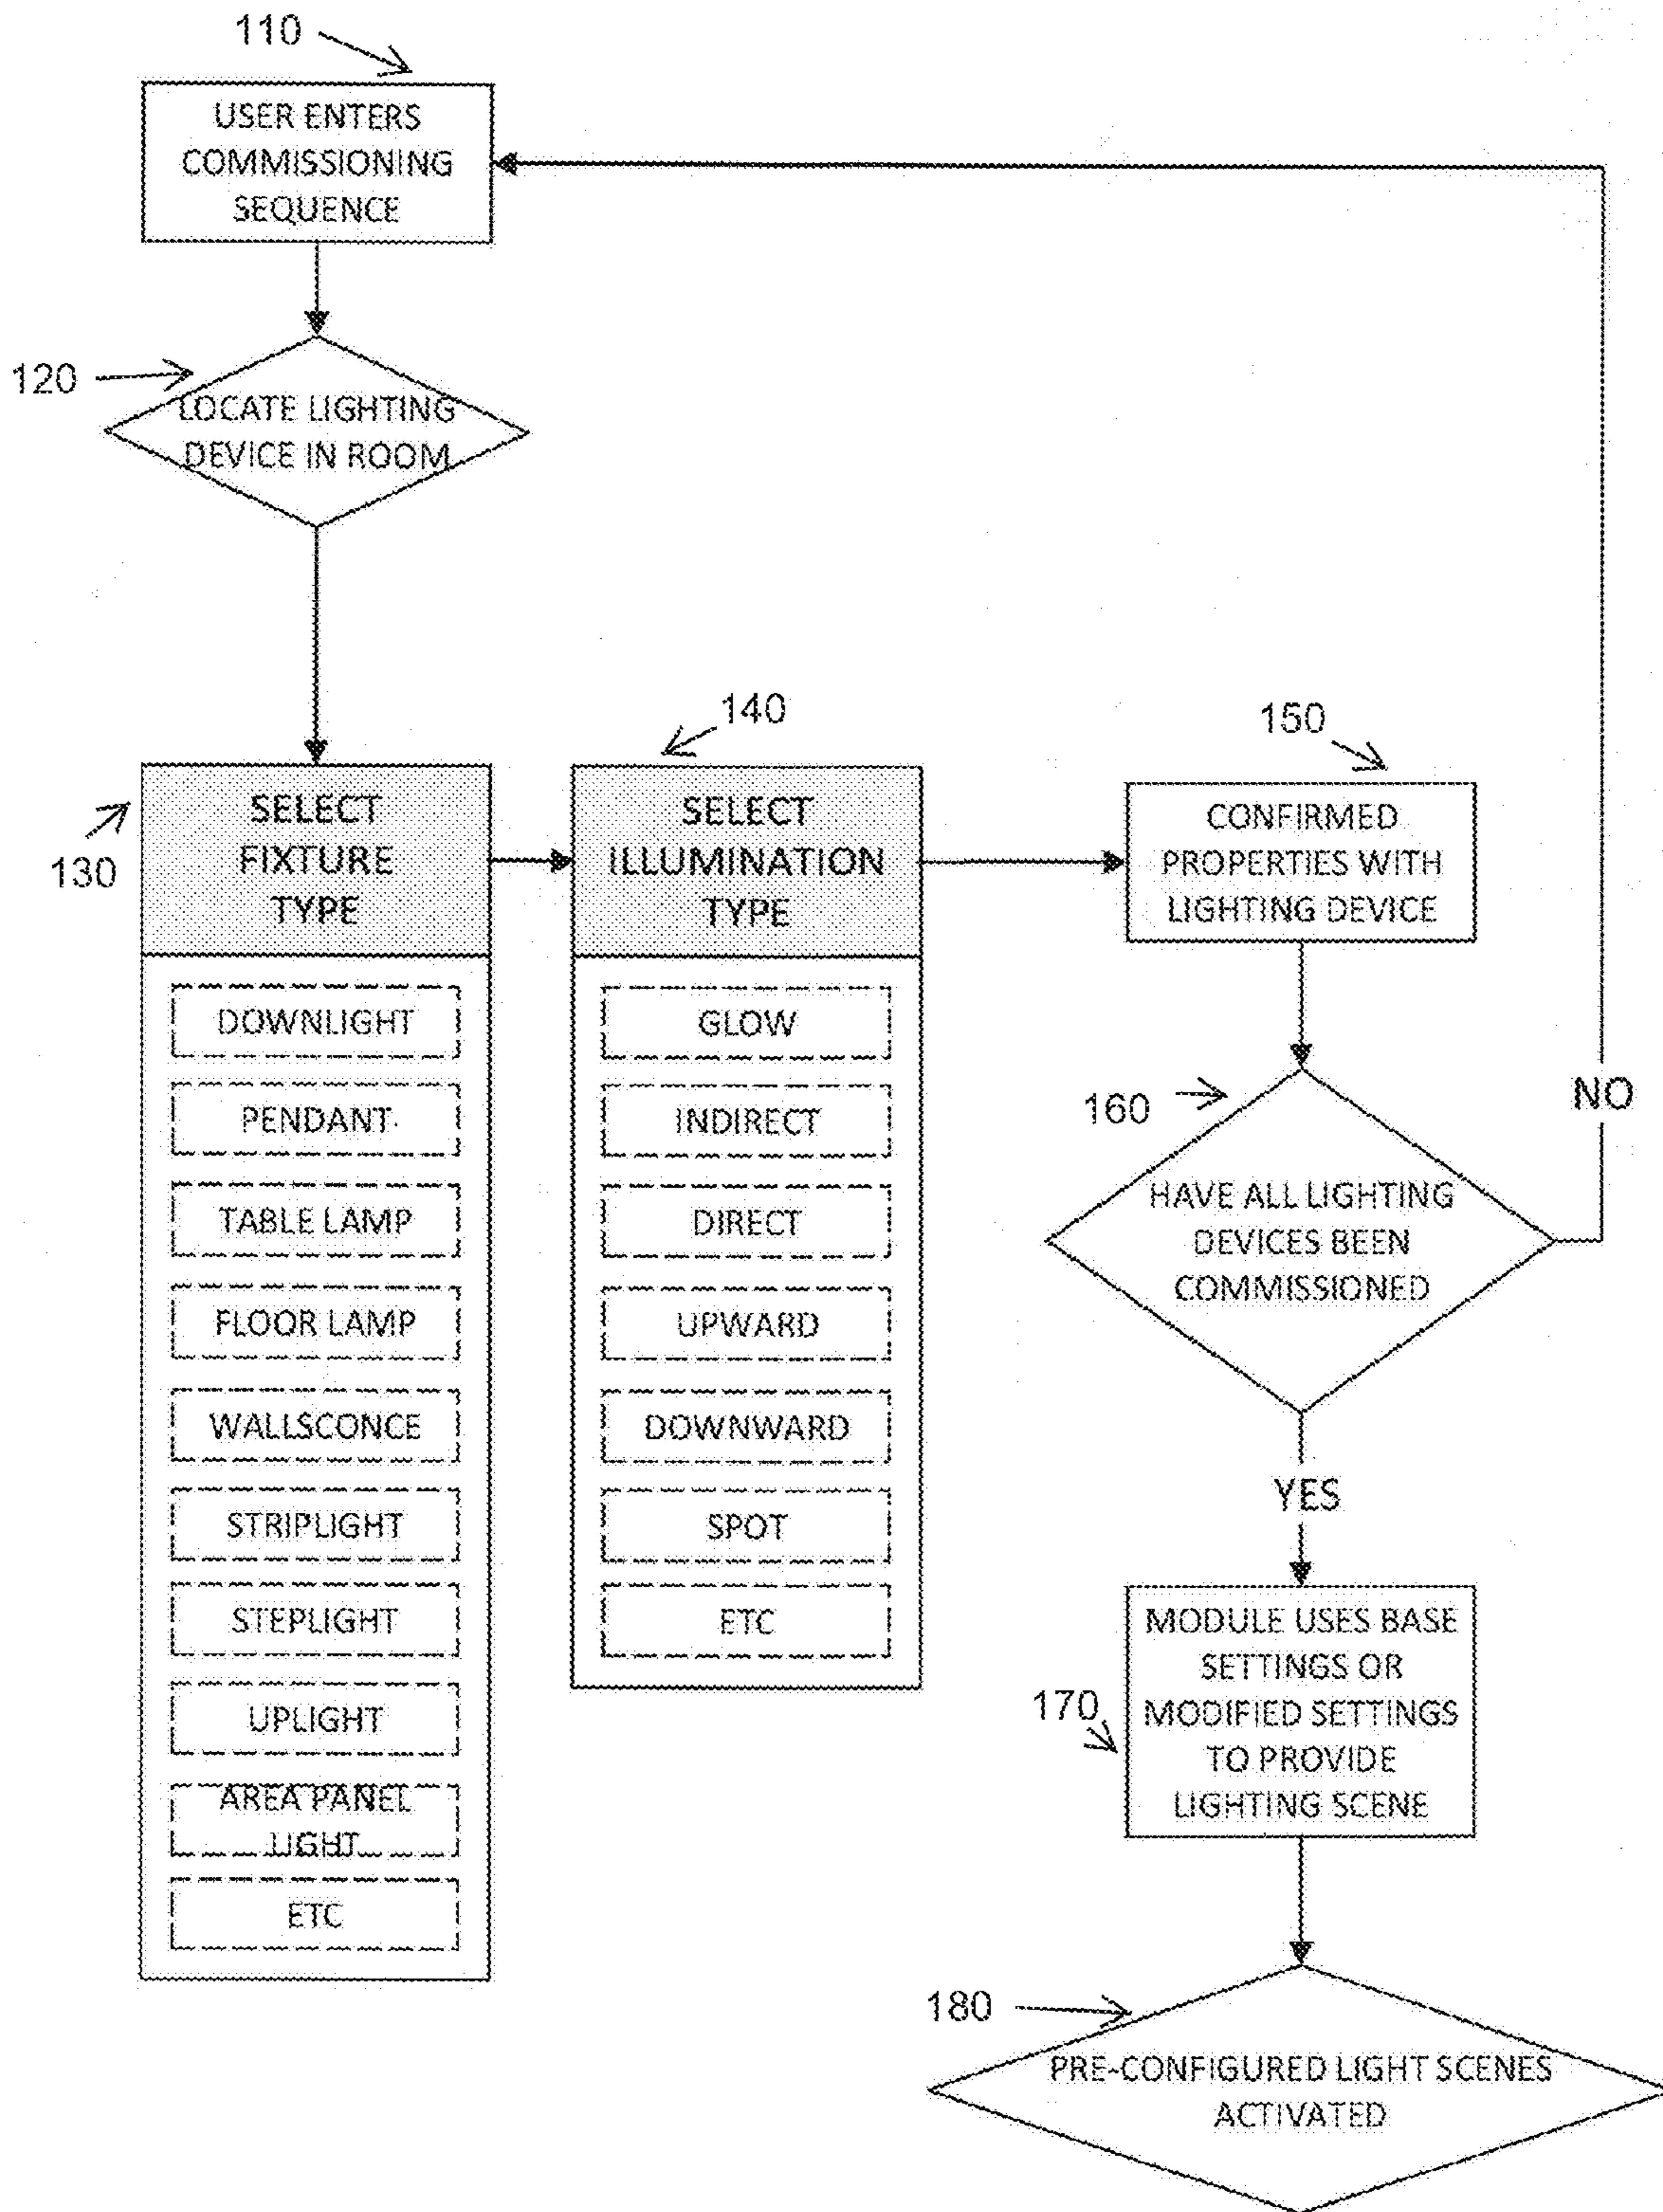 110
USER ENTERS
COMMISSIONING
SEQUENCE
120
LOCATE LIGHTING
DEVICE IN ROOM
130
SELECT
FIXTURE
TYPE
DOWNLIGHT
PENDANT
TABLE LAMP
FLOOR LAMP
WALLSCONCE
STRIPLIGHT
STEPLIGHT
UPLIGHT
AREA PANEL
LIGHT
ETC
140
SELECT
ILLUMINATION
TYPE
GLOW
INDIRECT
DIRECT
UPWARD
DOWNWARD
SPOT
ETC
150
CONFIRMED
PROPERTIES WITH
LIGHTING DEVICE
160
HAVE ALL LIGHTING
DEVICES BEEN
COMMISSIONED
NO
YES
170
MODULE USES BASE
SETTINGS OR
MODIFIED SETTINGS
TO PROVIDE
LIGHTING SCENE
180
PRE-CONFIGURED LIGHT SCENES
ACTIVATED